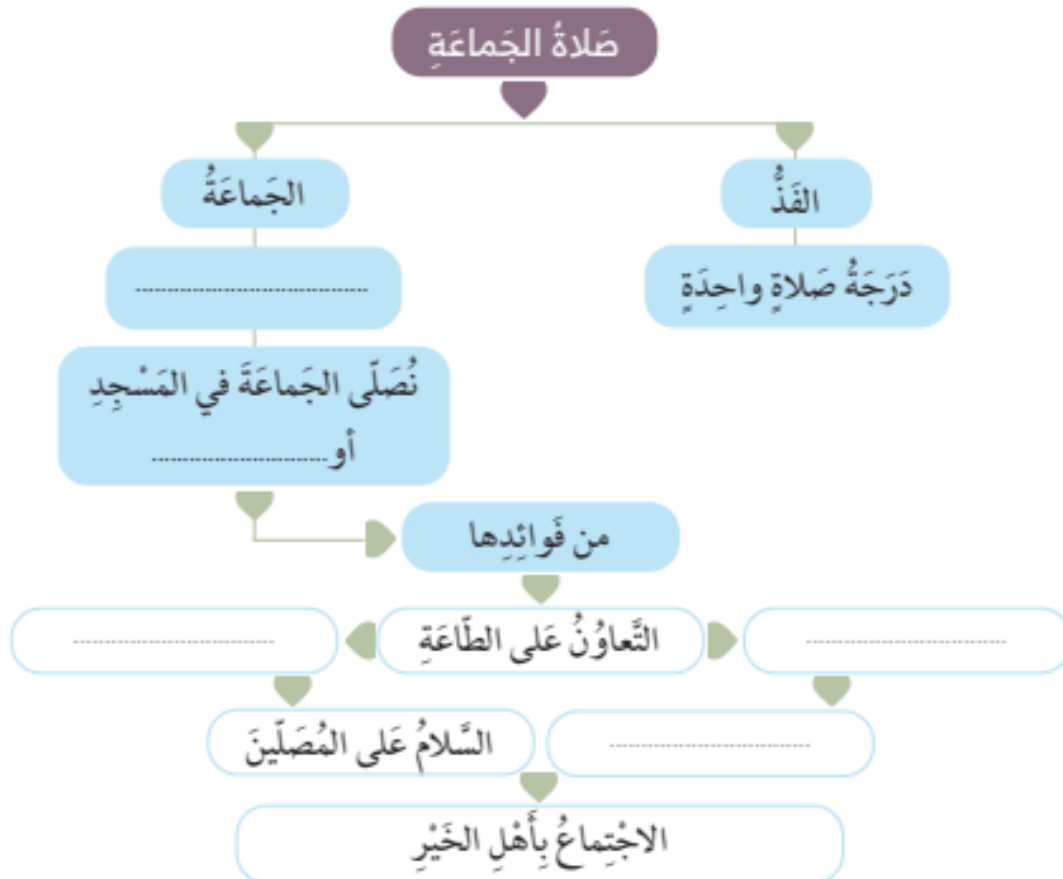 صَلاةُ الجَماعَةِ
الفَذُّ
الجَماعَةُ
دَرَجَةُ صَلاةٍ واحِدَةٍ
................................
نُصَلّى الجَماعَةَ في المَسْجِدِ
أو........................
من فَوائِدِها
............................
التَّعاوُنُ عَلى الطّاعَةِ
............................
............................
السَّلامُ عَلى المُصَلّينَ
الاجْتِماعُ بِأَهْلِ الخَيْرِ